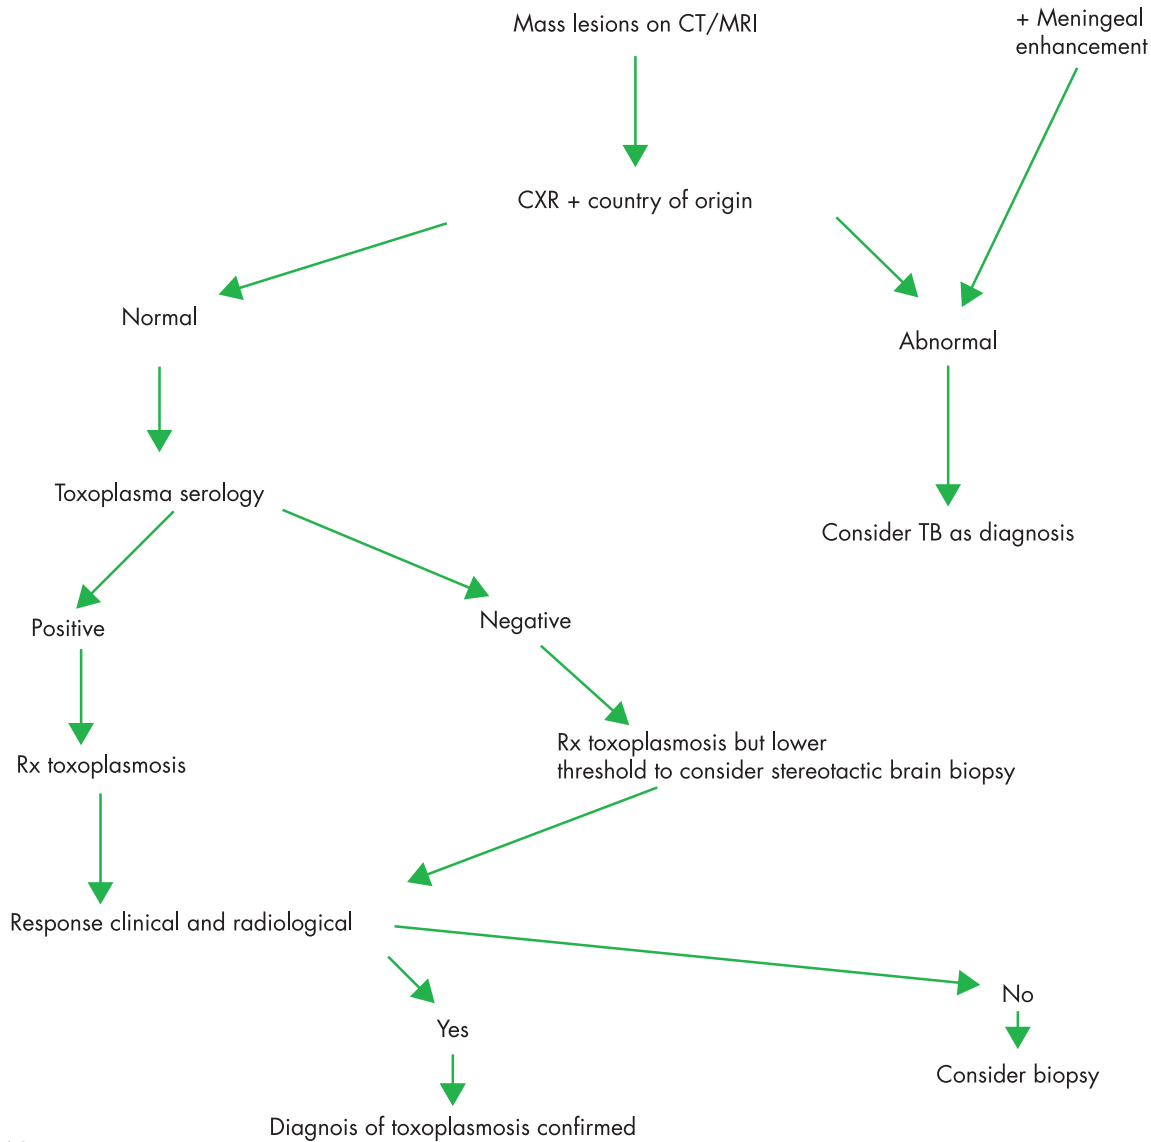 Mass lesions on CT/MRI
+ Meningeal
enhancement
CXR + country of origin
Normal
Abnormal
Toxoplasma serology
Consider TB as diagnosis
Positive
Negative
Rx toxoplasmosis
Rx toxoplasmosis but lower
threshold to consider stereotactic brain biopsy
Response clinical and radiological
No
Yes
Consider biopsy
Diagnois of toxoplasmosis confirmed